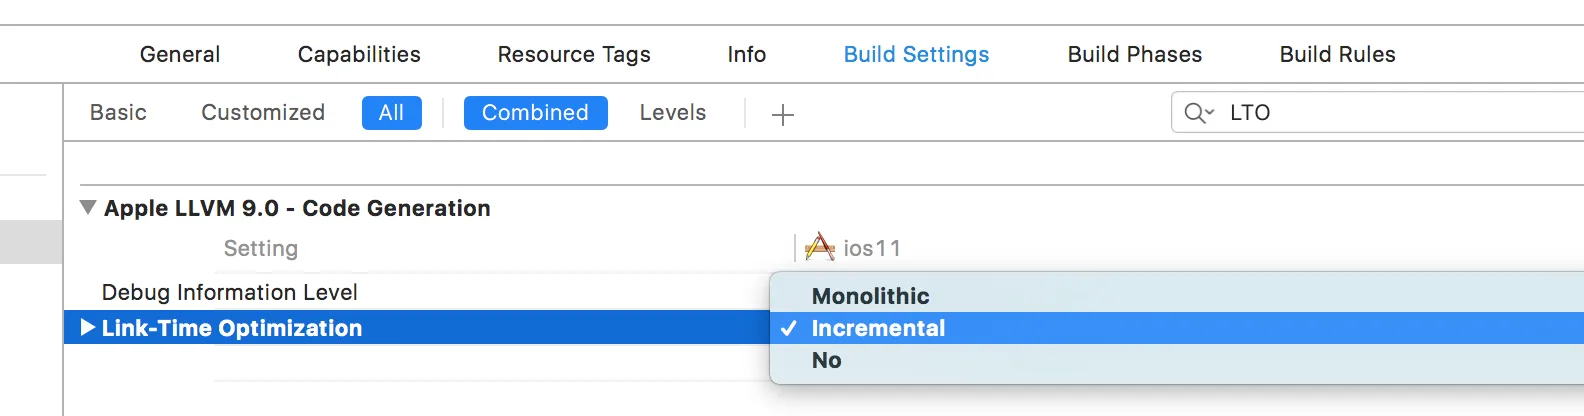 General Capabilities Resource Tags Info Build Settings Build Phases Build Rules
Basic Customized All Combined Levels + LTO
Apple LLVM 9.0 - Code Generation
Setting ios11
Debug Information Level
Monolithic
Link-Time Optimization ✓ Incremental
No